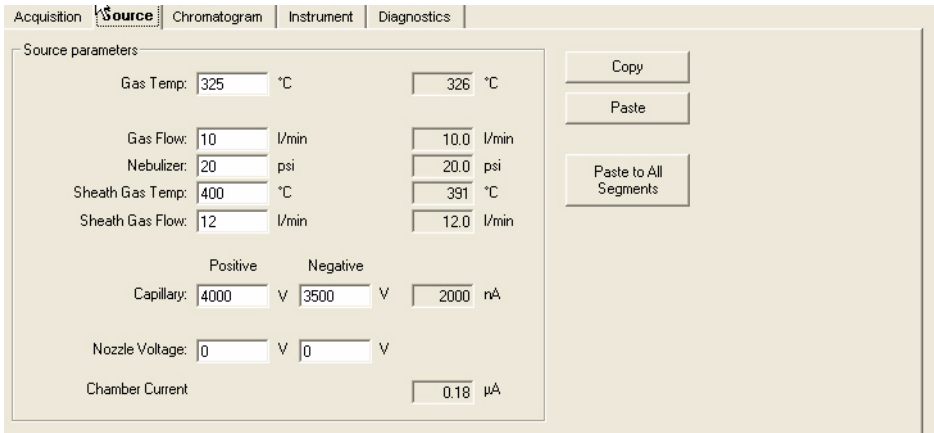 Acquisition Source Chromatogram Instrument Diagnostics
Source parameters
Gas Temp: 325 °C 326 °C
Copy
Paste
Gas Flow: 10 l/min 10.0 l/min
Nebulizer: 20 psi 20.0 psi
Sheath Gas Temp: 400 °C 391 °C
Sheath Gas Flow: 12 l/min 12.0 l/min
Paste to All
Segments
Positive Negative
Capillary: 4000 V 3500 V 2000 nA
Nozzle Voltage: 0 V 0 V
Chamber Current 0.18 µA